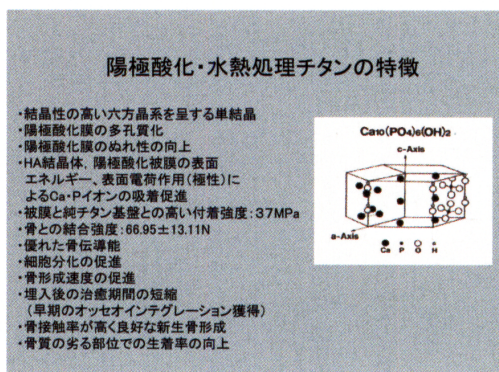 陽極酸化・水熱処理チタンの特徴
・結晶性の高い六方晶系を呈する単結晶
・陽極酸化膜の多孔質化
・陽極酸化膜のぬれ性の向上
・HA結晶体，陽極酸化被膜の表面
エネルギー、表面電荷作用(極性)に
よるCa・Pイオンの吸着促進
・被膜と純チタン基盤との高い付着強度：37MPa
・骨との結合強度：66.95±13.11N
・優れた骨伝導能
・細胞分化の促進
・骨形成速度の促進
・埋入後の治癒期間の短縮
（早期のオッセオインテグレーション獲得）
・骨接触率が高く良好な新生骨形成
・骨質の劣る部位での生着率の向上
Ca10(PO4)6(OH)2
c-Axis
a-Axis
Ca P O H